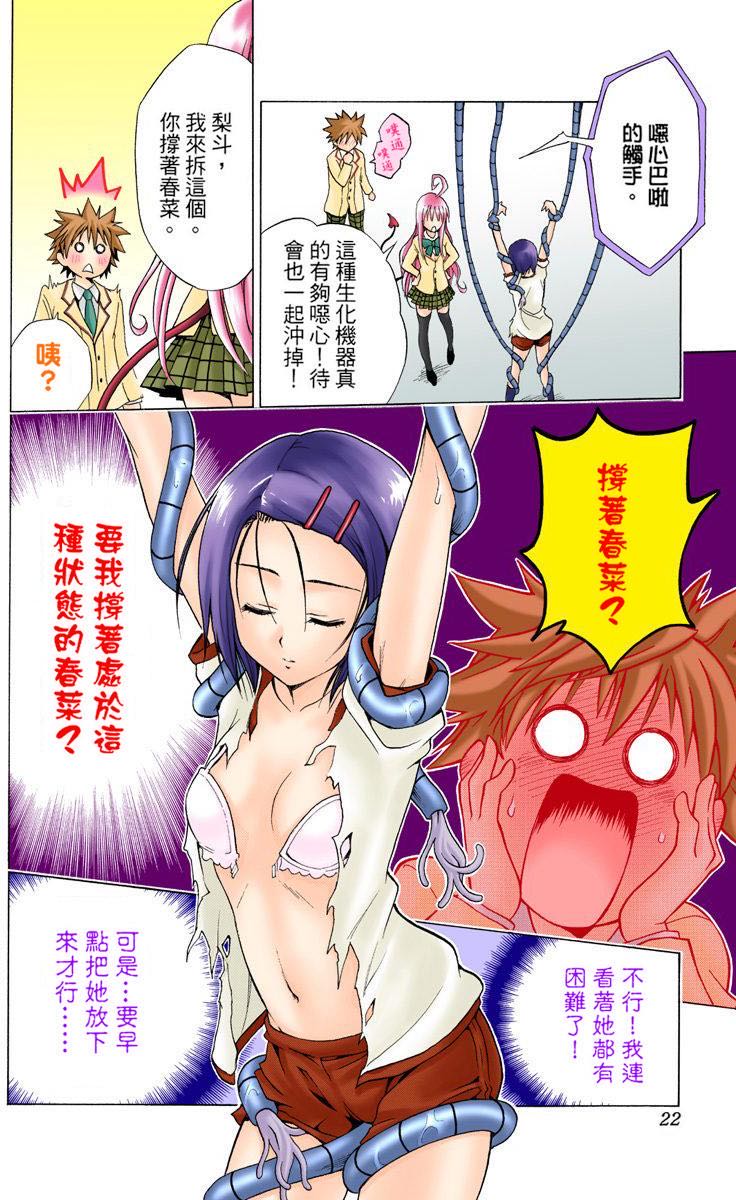 噁心巴啦
的觸手。
噗通
噗通
這種生化機器真
的有夠噁心！待
會也一起沖掉！
梨斗，
我來拆這個。
你撐著春菜。
咦？
撐著春菜？
要我撐著處於這
種狀態的春菜？
不行！我連
看著她都有
困難了！
可是…要早
點把她放下
來才行……
22